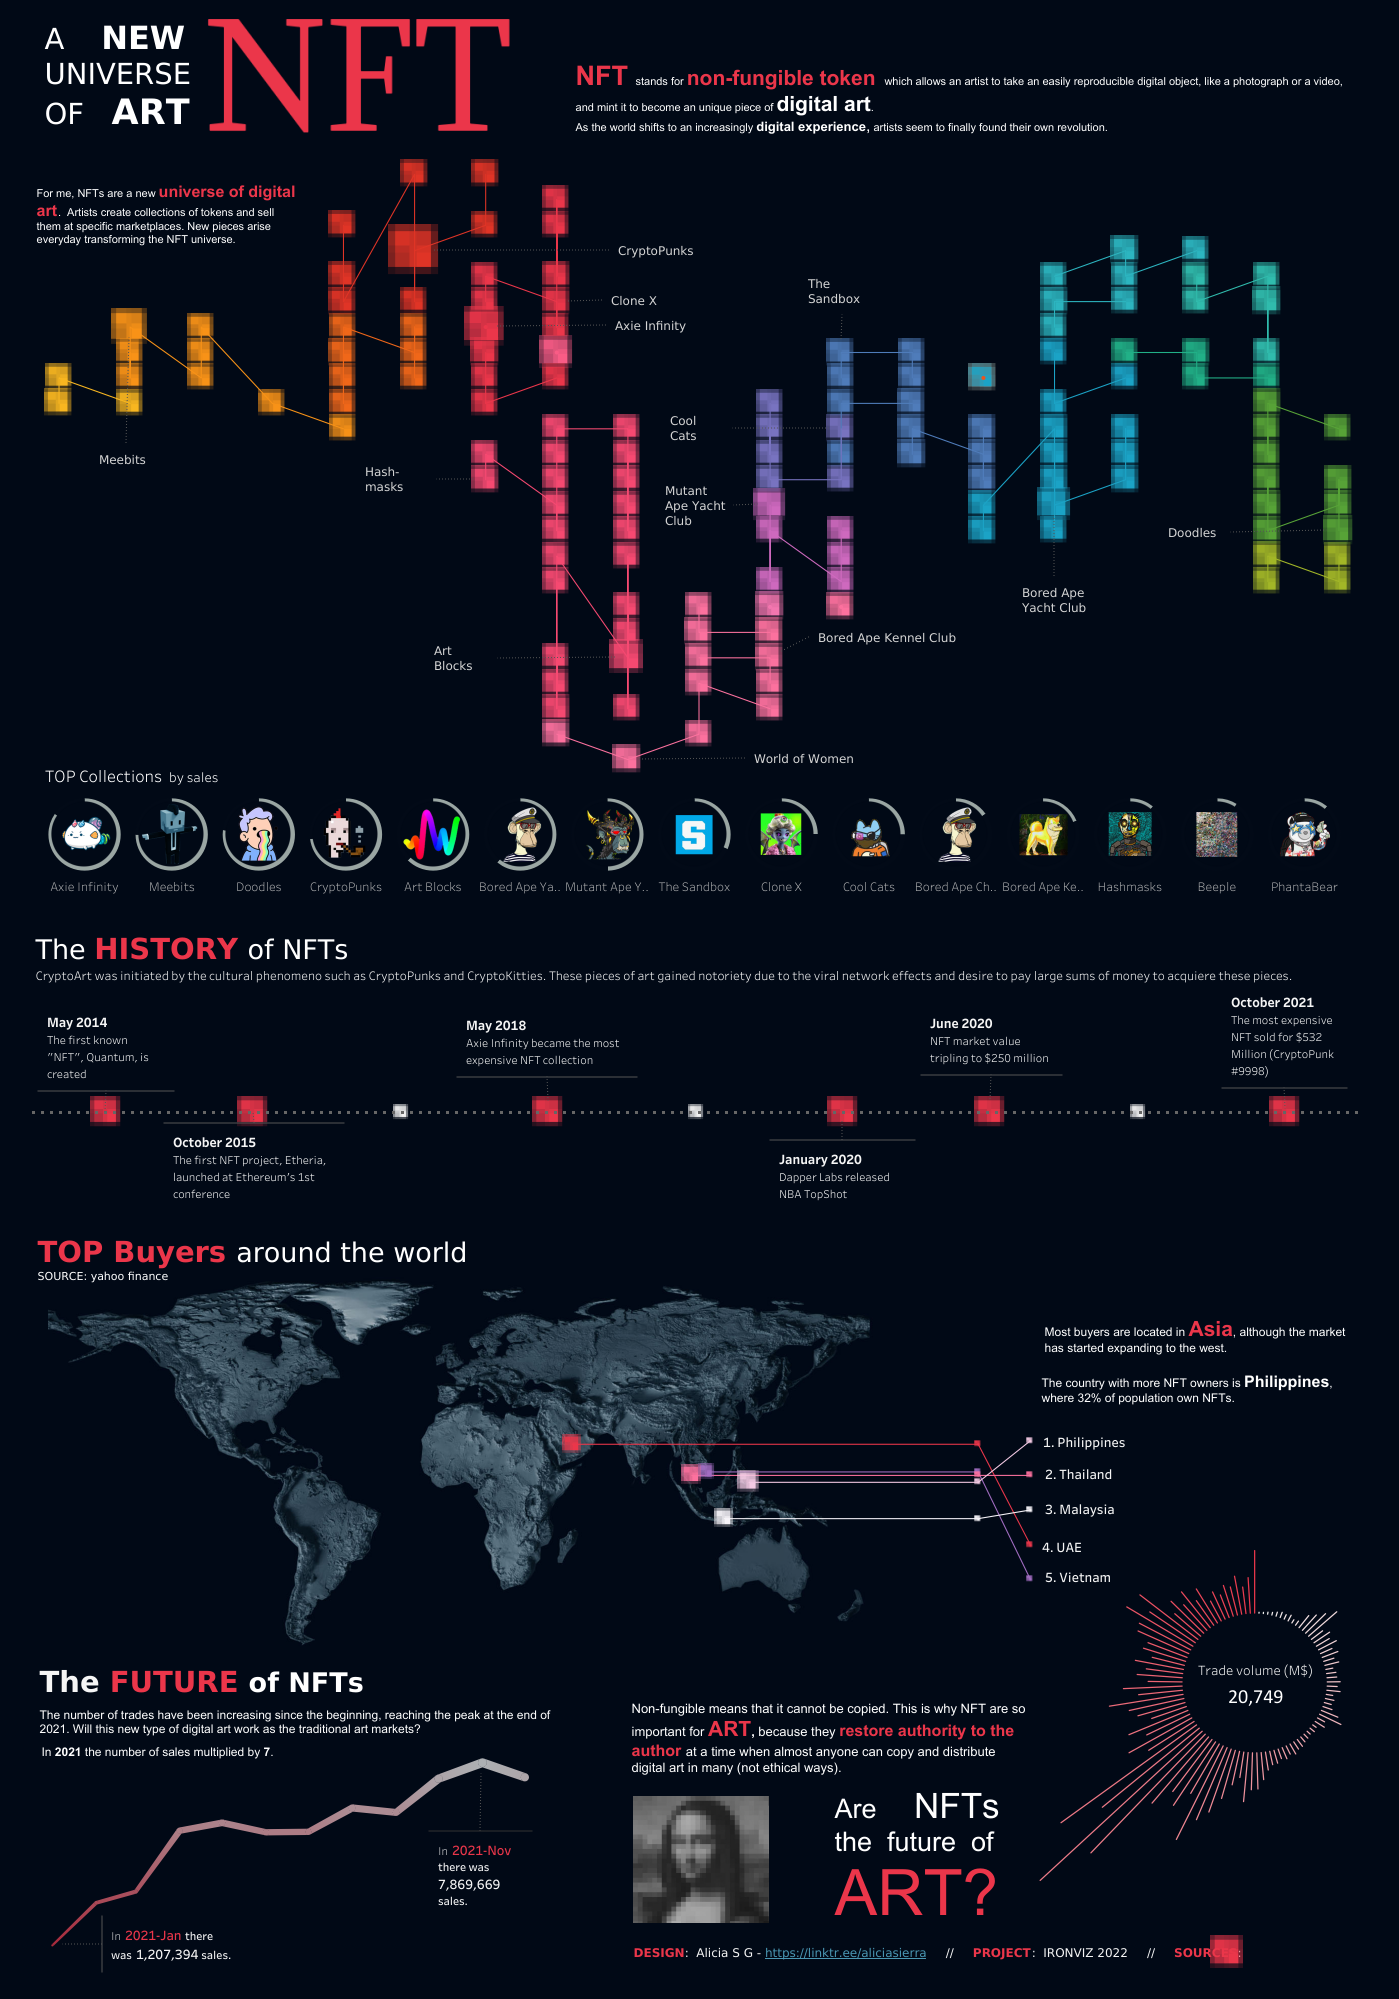 A NEW
UNIVERSE
OF ART
NFT
NFT stands for non-fungible token which allows an artist to take an easily reproducible digital object, like a photograph or a video,
and mint it to become an unique piece of digital art.
As the world shifts to an increasingly digital experience, artists seem to finally found their own revolution.
For me, NFTs are a new universe of digital
art. Artists create collections of tokens and sell
them at specific marketplaces. New pieces arise
everyday transforming the NFT universe.
CryptoPunks
Clone X
Axie Infinity
The
Sandbox
Meebits
Hash-
masks
Cool
Cats
Mutant
Ape Yacht
Club
Doodles
Bored Ape
Yacht Club
Art
Blocks
Bored Ape Kennel Club
World of Women
TOP Collections by sales
S
Axie Infinity
Meebits
Doodles
CryptoPunks
Art Blocks
Bored Ape Ya..
Mutant Ape Y..
The Sandbox
Clone X
Cool Cats
Bored Ape Ch..
Bored Ape Ke..
Hashmasks
Beeple
PhantaBear
The HISTORY of NFTs
CryptoArt was initiated by the cultural phenomeno such as CryptoPunks and CryptoKitties. These pieces of art gained notoriety due to the viral network effects and desire to pay large sums of money to acquiere these pieces.
May 2014
The first known
"NFT", Quantum, is
created
October 2015
The first NFT project, Etheria,
launched at Ethereum's 1st
conference
May 2018
Axie Infinity became the most
expensive NFT collection
January 2020
Dapper Labs released
NBA TopShot
June 2020
NFT market value
tripling to $250 million
October 2021
The most expensive
NFT sold for $532
Million (CryptoPunk
#9998)
TOP Buyers around the world
SOURCE: yahoo finance
Most buyers are located in Asia, although the market
has started expanding to the west.
The country with more NFT owners is Philippines,
where 32% of population own NFTs.
1. Philippines
2. Thailand
3. Malaysia
4. UAE
5. Vietnam
Trade volume (M$)
20,749
The FUTURE of NFTs
The number of trades have been increasing since the beginning, reaching the peak at the end of
2021. Will this new type of digital art work as the traditional art markets?
In 2021 the number of sales multiplied by 7.
In 2021-Nov
there was
7,869,669
sales.
In 2021-Jan there
was 1,207,394 sales.
Non-fungible means that it cannot be copied. This is why NFT are so
important for ART, because they restore authority to the
author at a time when almost anyone can copy and distribute
digital art in many (not ethical ways).
Are NFTs
the future of
ART?
DESIGN: Alicia S G - https://linktr.ee/aliciasierra // PROJECT: IRONVIZ 2022 //